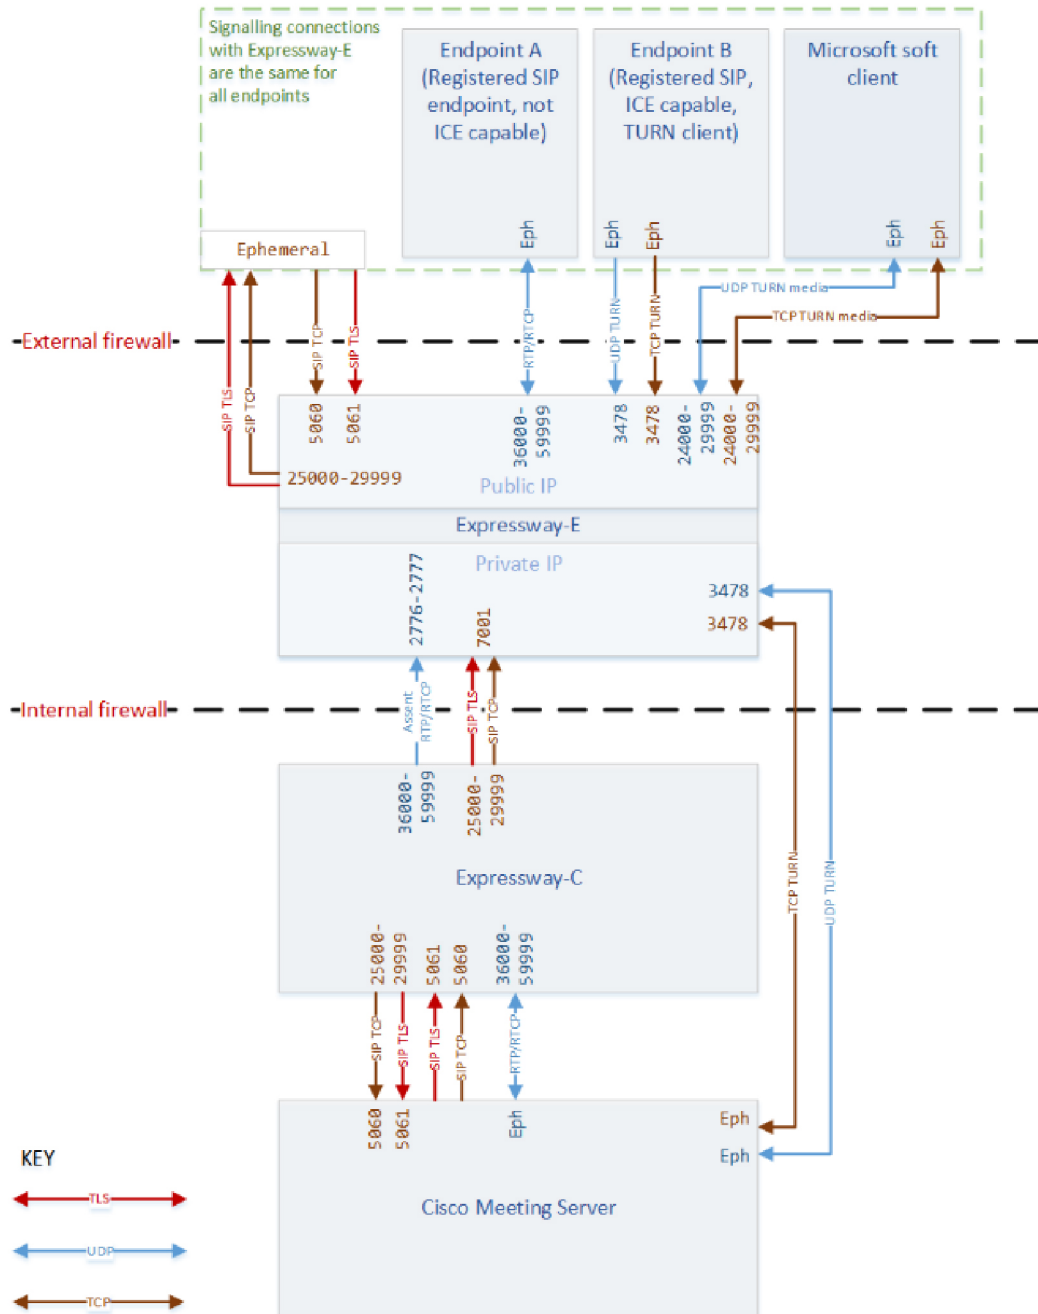 Signalling connections
with Expressway-E
are the same for
all endpoints
Endpoint A
(Registered SIP
endpoint, not
ICE capable)
Endpoint B
(Registered SIP,
ICE capable,
TURN client)
Microsoft soft
client
Eph
Eph
Eph
Eph
Eph
Ephemeral
UDP TURN media
TCP TURN media
External firewall
SIP TLS
SIP TCP
SIP TCP
SIP TLS
RTP/RTCP
UDP TURN
TCP TURN
5060
5061
36000-
59999
3478
3478
24000-
29999
24000-
29999
25000-29999
Public IP
Expressway-E
Private IP
2776-2777
7001
3478
3478
Internal firewall
Assent
RTP/RTCP
SIP TLS
SIP TCP
36000-
59999
25000-
29999
Expressway-C
TCP TURN
UDP TURN
25000-
29999
5061
5060
36000-
59999
SIP TCP
SIP TLS
SIP TLS
SIP TCP
RTP/RTCP
5060
5061
Eph
Eph
Eph
Cisco Meeting Server
KEY
TLS
UDP
TCP